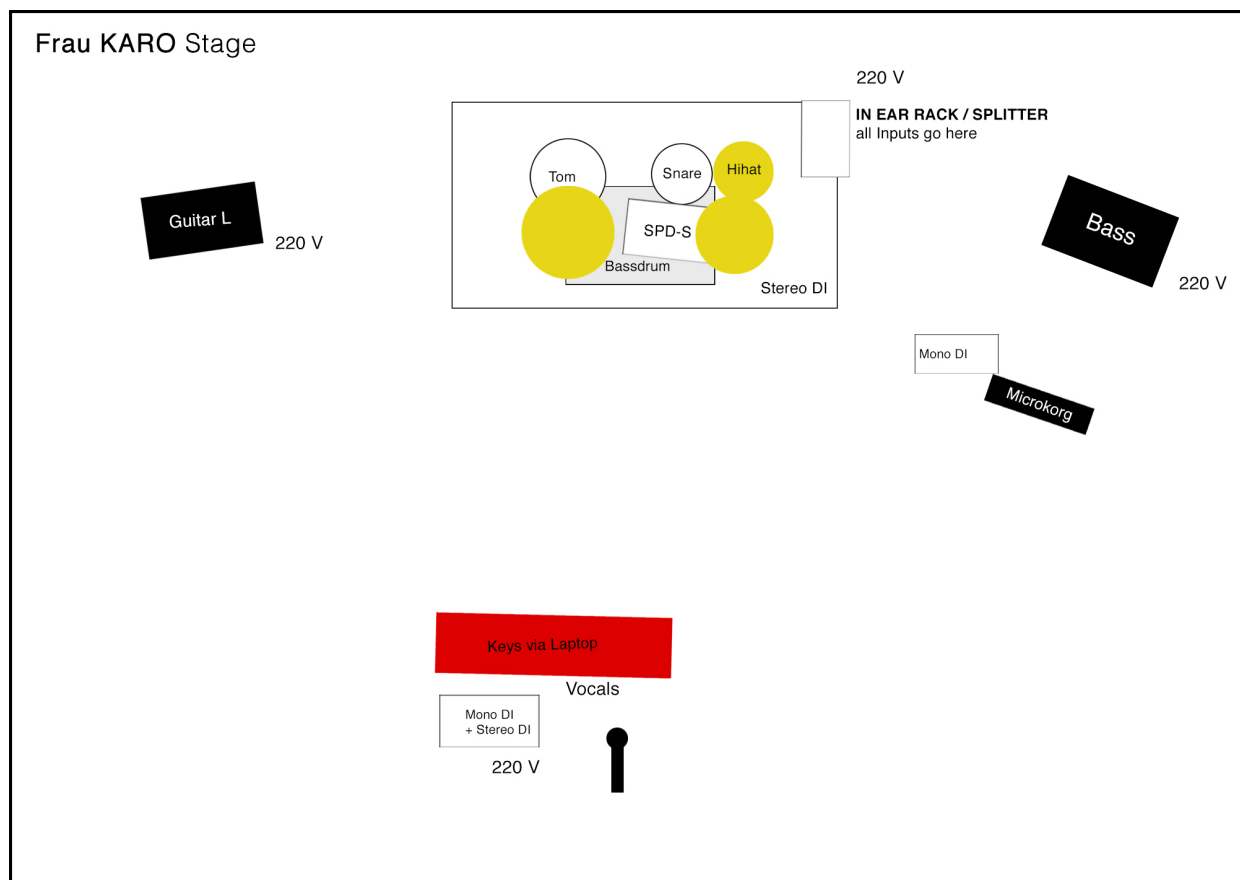 Frau KARO Stage
220 V
IN EAR RACK / SPLITTER
all Inputs go here
Tom
Snare
Hihat
Guitar L
220 V
SPD-S
Bassdrum
Stereo DI
Bass
220 V
Mono DI
Microkorg
Keys via Laptop
Vocals
Mono DI
+ Stereo DI
220 V